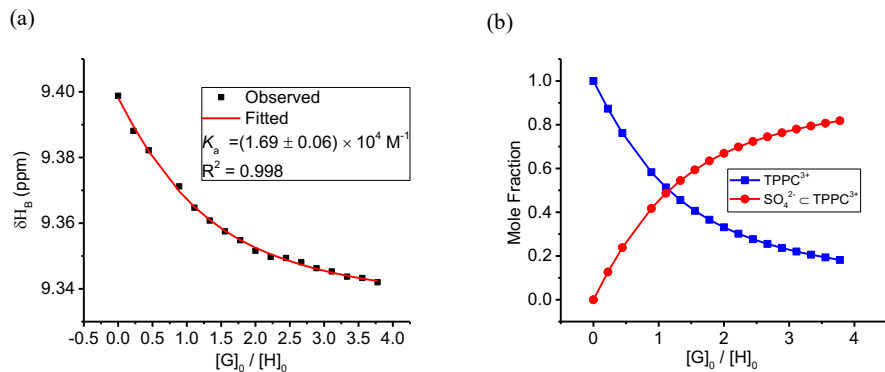 (a)
9.40
9.38
9.36
9.34
δH_B (ppm)
Observed
Fitted
K_a =(1.69 ± 0.06) × 10^4 M^-1
R^2 = 0.998
-0.5 0.0 0.5 1.0 1.5 2.0 2.5 3.0 3.5 4.0
[G]_0 / [H]_0
(b)
1.0
0.8
0.6
0.4
0.2
0.0
Mole Fraction
TPPC^3+
SO_4^2- ⊂ TPPC^3+
0 1 2 3 4
[G]_0 / [H]_0